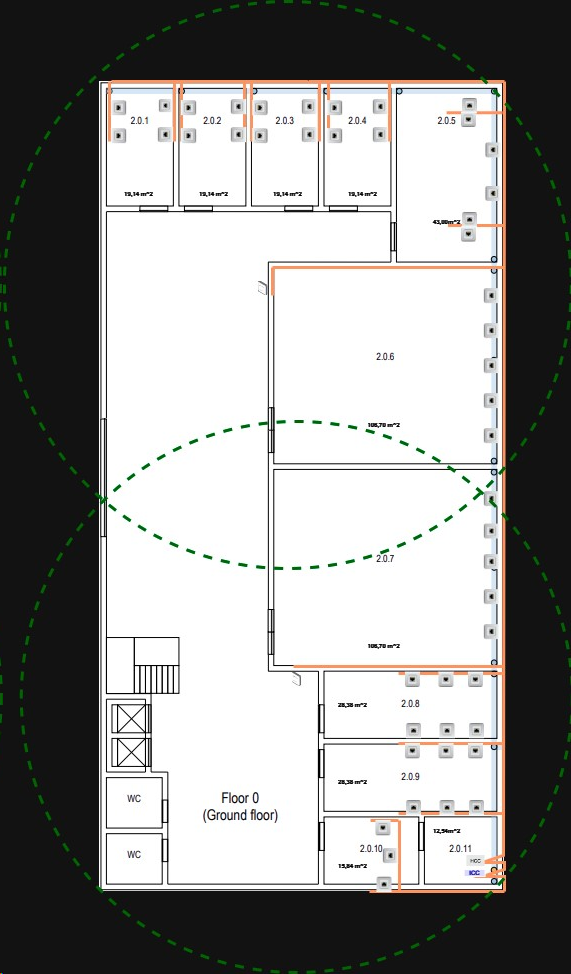 2.0.1
2.0.2
2.0.3
2.0.4
2.0.5
19,14 m^2
19,14 m^2
19,14 m^2
19,14 m^2
43,80m^2
2.0.6
106,70 m^2
2.0.7
106,70 m^2
2.0.8
28,38 m^2
2.0.9
28,38 m^2
WC
Floor 0
(Ground floor)
12,54m^2
2.0.10
2.0.11
WC
15,84 m^2
HCC
ICC